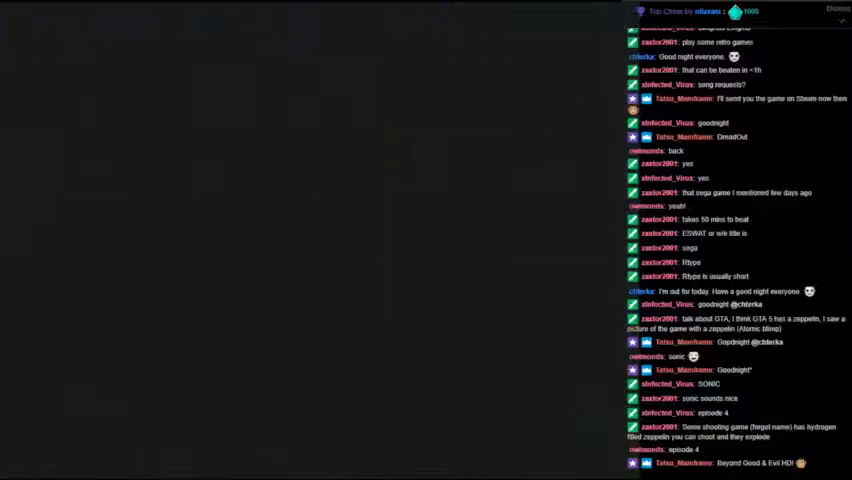 Top Cheer by nilavani : 1000
Dismiss
zaxtor2001: play some retro games
chterka: Good night everyone.
zaxtor2001: that can be beaten in <1h
xInfected_Virus: song requests?
Tatsu_Mainframe: I'll send you the game on Steam now then
xInfected_Virus: goodnight
Tatsu_Mainframe: DreadOut
owlmonds: back
zaxtor2001: yes
xInfected_Virus: yes
zaxtor2001: that sega game I mentioned few days ago
owlmonds: yeah!
zaxtor2001: takes 50 mins to beat
zaxtor2001: ESWAT or w/e title is
zaxtor2001: sega
zaxtor2001: Rtype
zaxtor2001: Rtype is usually short
chterka: I'm out for today. Have a good night everyone
xInfected_Virus: goodnight @chterka
zaxtor2001: talk about GTA, I think GTA 5 has a zeppelin, I saw a
picture of the game with a zeppelin (Atomic blimp)
Tatsu_Mainframe: Goodnight @chterka
owlmonds: sonic
Tatsu_Mainframe: Goodnight*
xInfected_Virus: SONIC
zaxtor2001: sonic sounds nice
xInfected_Virus: episode 4
zaxtor2001: Some shooting game (forgot name) has hydrogen
filled zeppelin you can shoot and they explode
owlmonds: episode 4
Tatsu_Mainframe: Beyond Good & Evil HD!